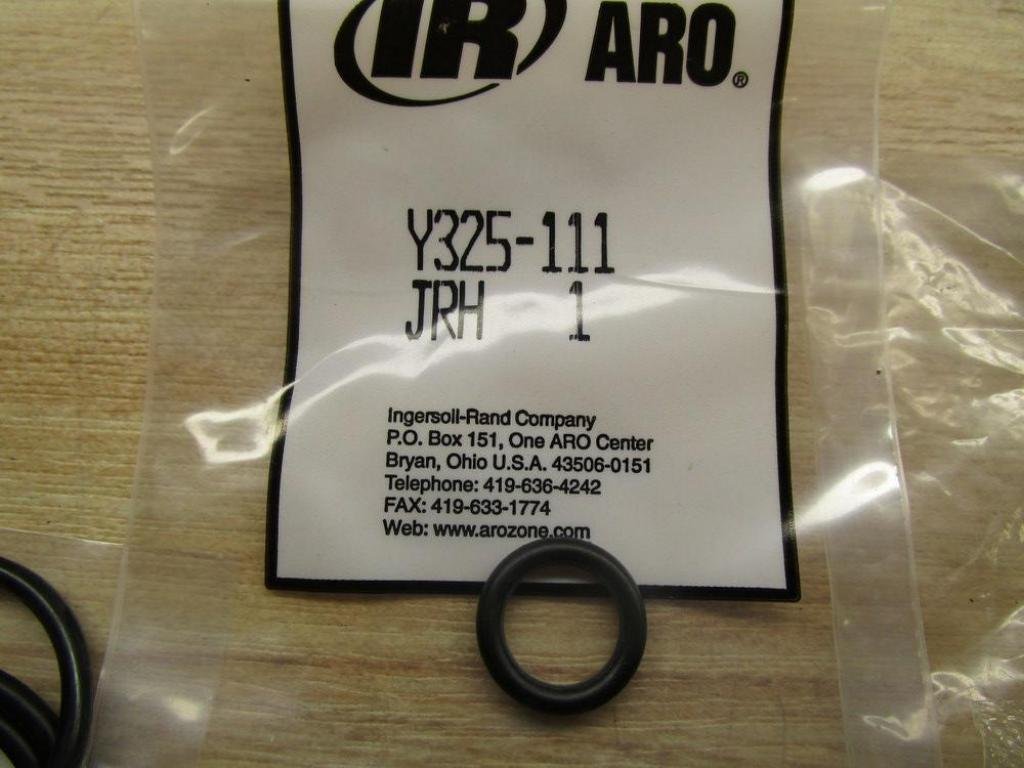 IR ARO®
Y325-111
JRH 1
Ingersoll-Rand Company
P.O. Box 151, One ARO Center
Bryan, Ohio U.S.A. 43506-0151
Telephone: 419-636-4242
FAX: 419-633-1774
Web: www.arozone.com